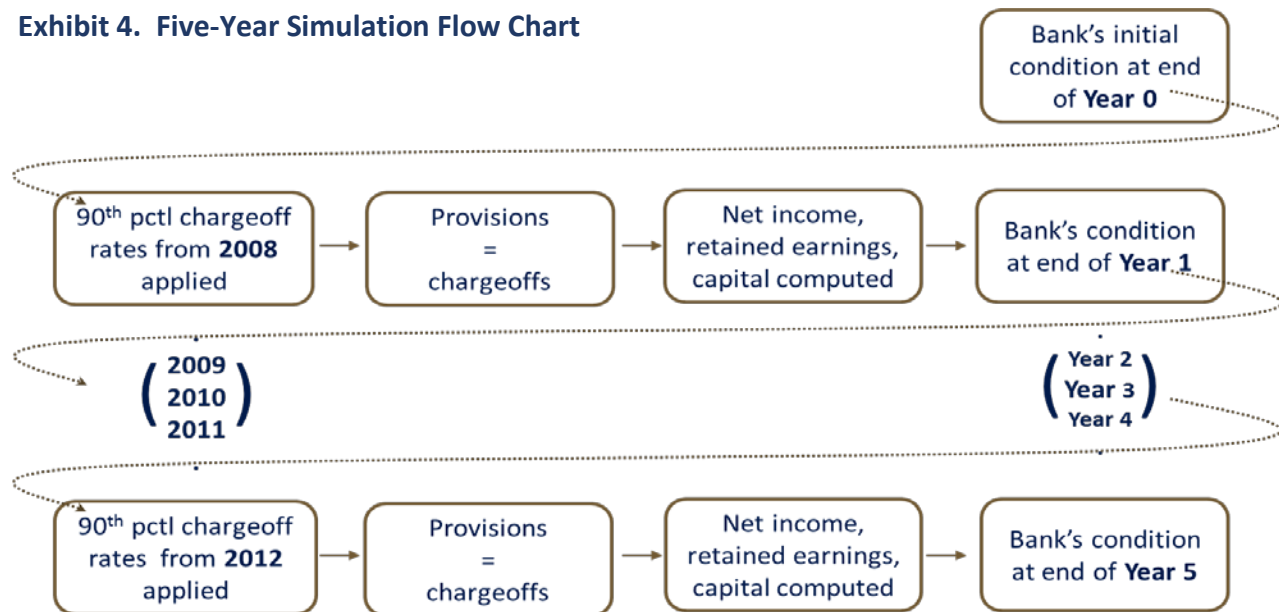 Exhibit 4. Five-Year Simulation Flow Chart
Bank's initial
condition at end
of Year 0
90th pctl chargeoff
rates from 2008
applied
Provisions
=
chargeoffs
Net income,
retained earnings,
capital computed
Bank's condition
at end of Year 1
2009
2010
2011
Year 2
Year 3
Year 4
90th pctl chargeoff
rates from 2012
applied
Provisions
=
chargeoffs
Net income,
retained earnings,
capital computed
Bank's condition
at end of Year 5